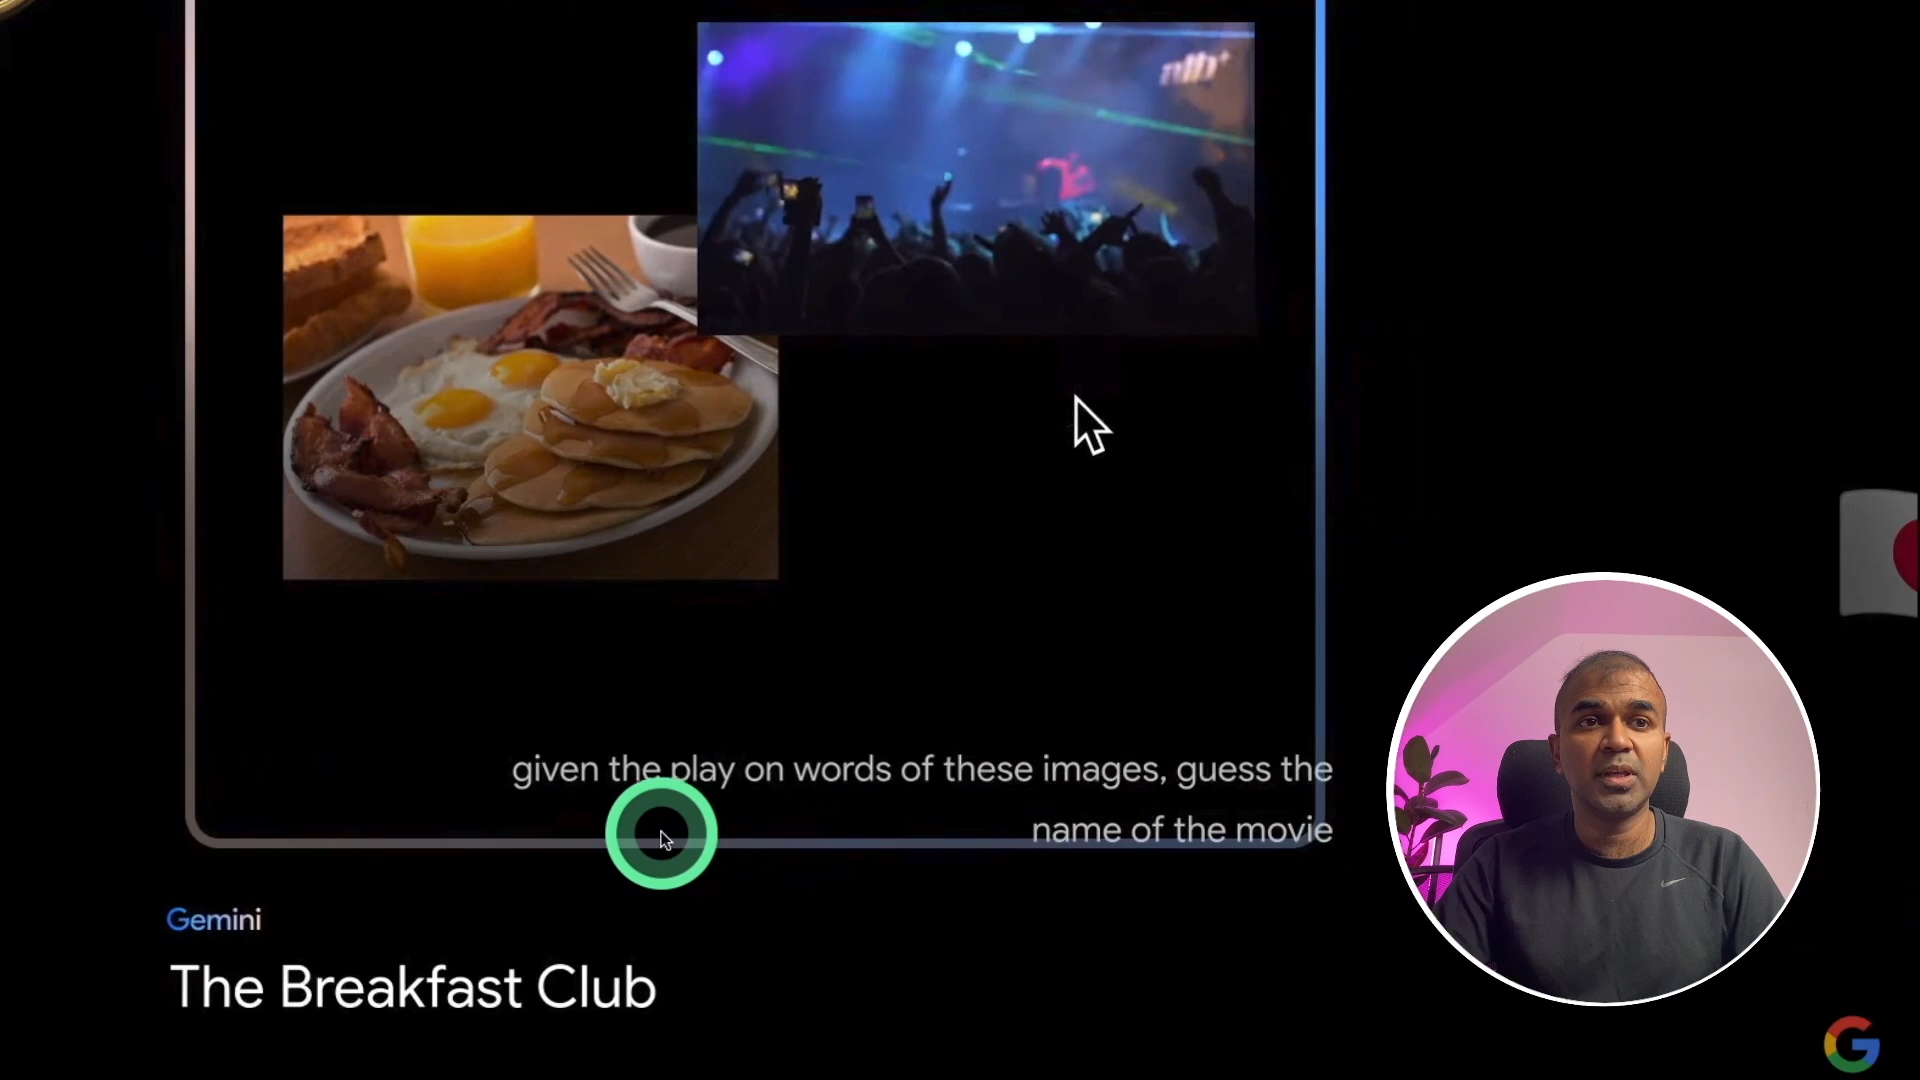 given the play on words of these images, guess the
name of the movie
Gemini
The Breakfast Club